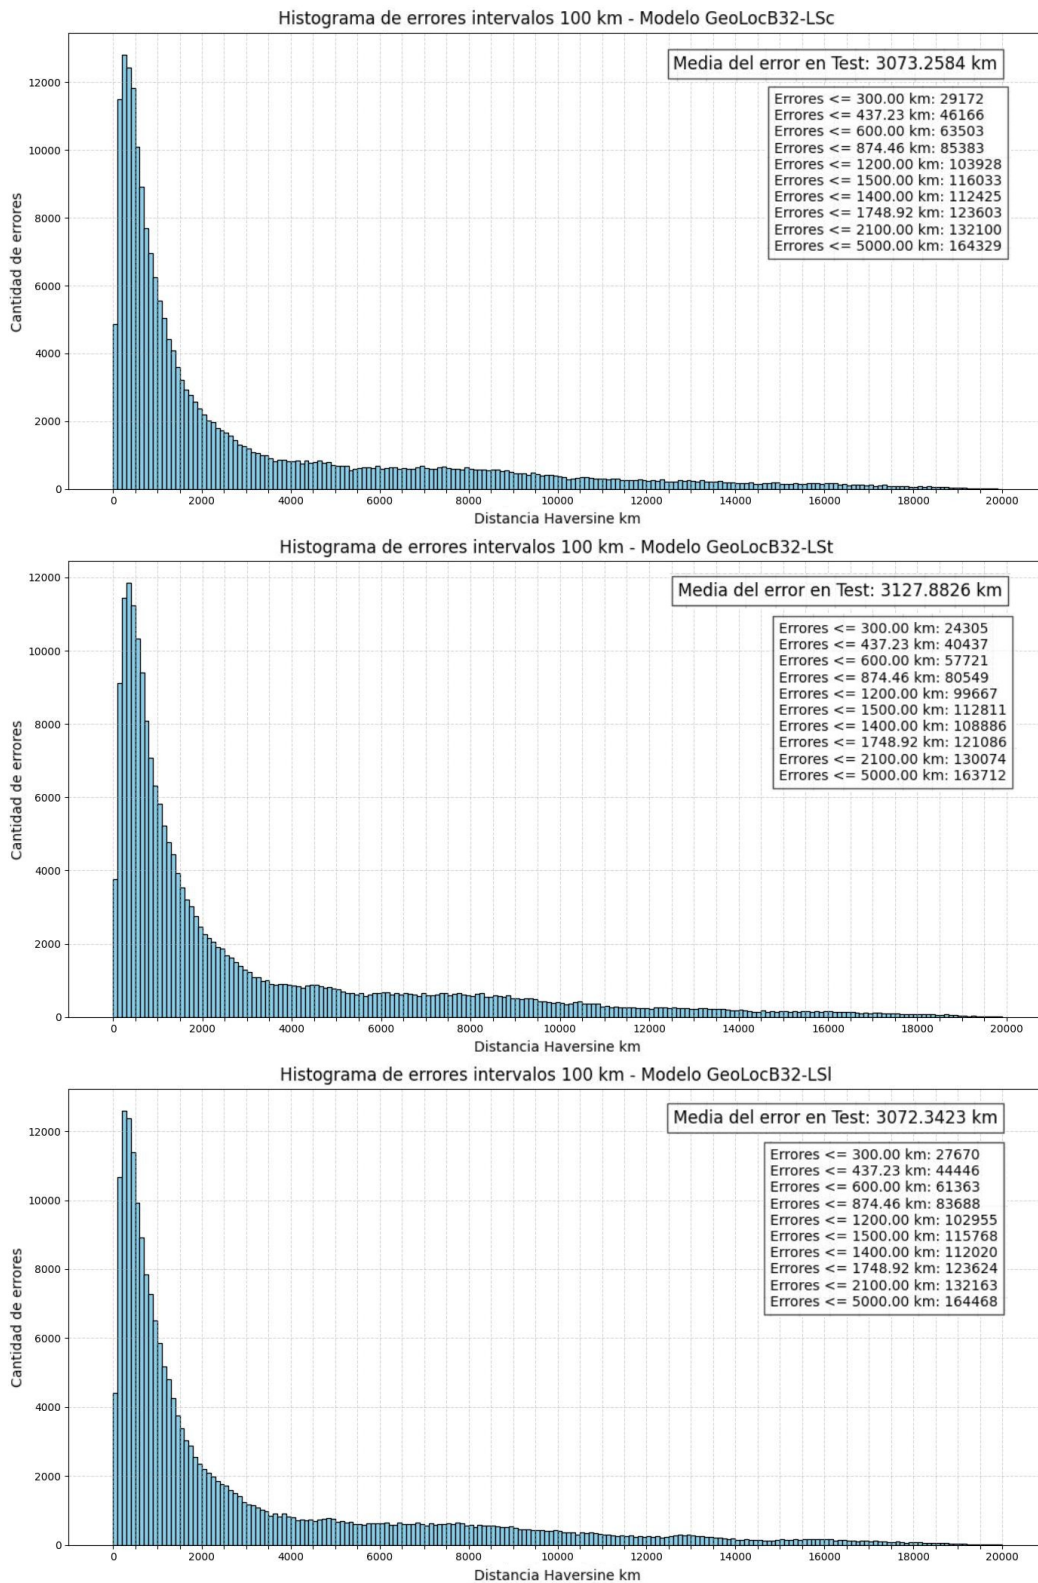 Histograma de errores intervalos 100 km - Modelo GeoLocB32-LSc
Media del error en Test: 3073.2584 km
Errores <= 300.00 km: 29172
Errores <= 437.23 km: 46166
Errores <= 600.00 km: 63503
Errores <= 874.46 km: 85383
Errores <= 1200.00 km: 103928
Errores <= 1500.00 km: 116033
Errores <= 1400.00 km: 112425
Errores <= 1748.92 km: 123603
Errores <= 2100.00 km: 132100
Errores <= 5000.00 km: 164329
Cantidad de errores
12000
10000
8000
6000
4000
2000
0
0 2000 4000 6000 8000 10000 12000 14000 16000 18000 20000
Distancia Haversine km
Histograma de errores intervalos 100 km - Modelo GeoLocB32-LSt
Media del error en Test: 3127.8826 km
Errores <= 300.00 km: 24305
Errores <= 437.23 km: 40437
Errores <= 600.00 km: 57721
Errores <= 874.46 km: 80549
Errores <= 1200.00 km: 99667
Errores <= 1500.00 km: 112811
Errores <= 1400.00 km: 108886
Errores <= 1748.92 km: 121086
Errores <= 2100.00 km: 130074
Errores <= 5000.00 km: 163712
Cantidad de errores
12000
10000
8000
6000
4000
2000
0
0 2000 4000 6000 8000 10000 12000 14000 16000 18000 20000
Distancia Haversine km
Histograma de errores intervalos 100 km - Modelo GeoLocB32-LSl
Media del error en Test: 3072.3423 km
Errores <= 300.00 km: 27670
Errores <= 437.23 km: 44446
Errores <= 600.00 km: 61363
Errores <= 874.46 km: 83688
Errores <= 1200.00 km: 102955
Errores <= 1500.00 km: 115768
Errores <= 1400.00 km: 112020
Errores <= 1748.92 km: 123624
Errores <= 2100.00 km: 132163
Errores <= 5000.00 km: 164468
Cantidad de errores
12000
10000
8000
6000
4000
2000
0
0 2000 4000 6000 8000 10000 12000 14000 16000 18000 20000
Distancia Haversine km